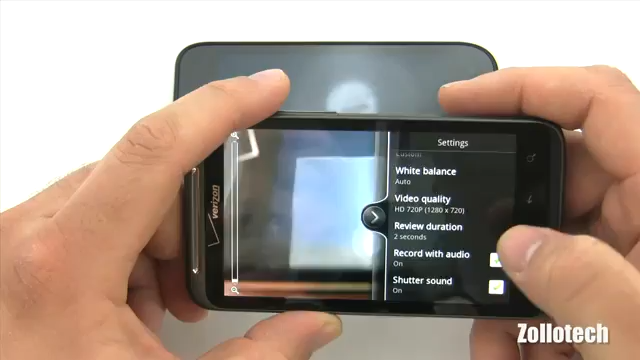 Settings
Custom
White balance
Auto
Video quality
HD 720P (1280 x 720)
Review duration
2 seconds
Record with audio
On
Shutter sound
On
verizon
Zollotech